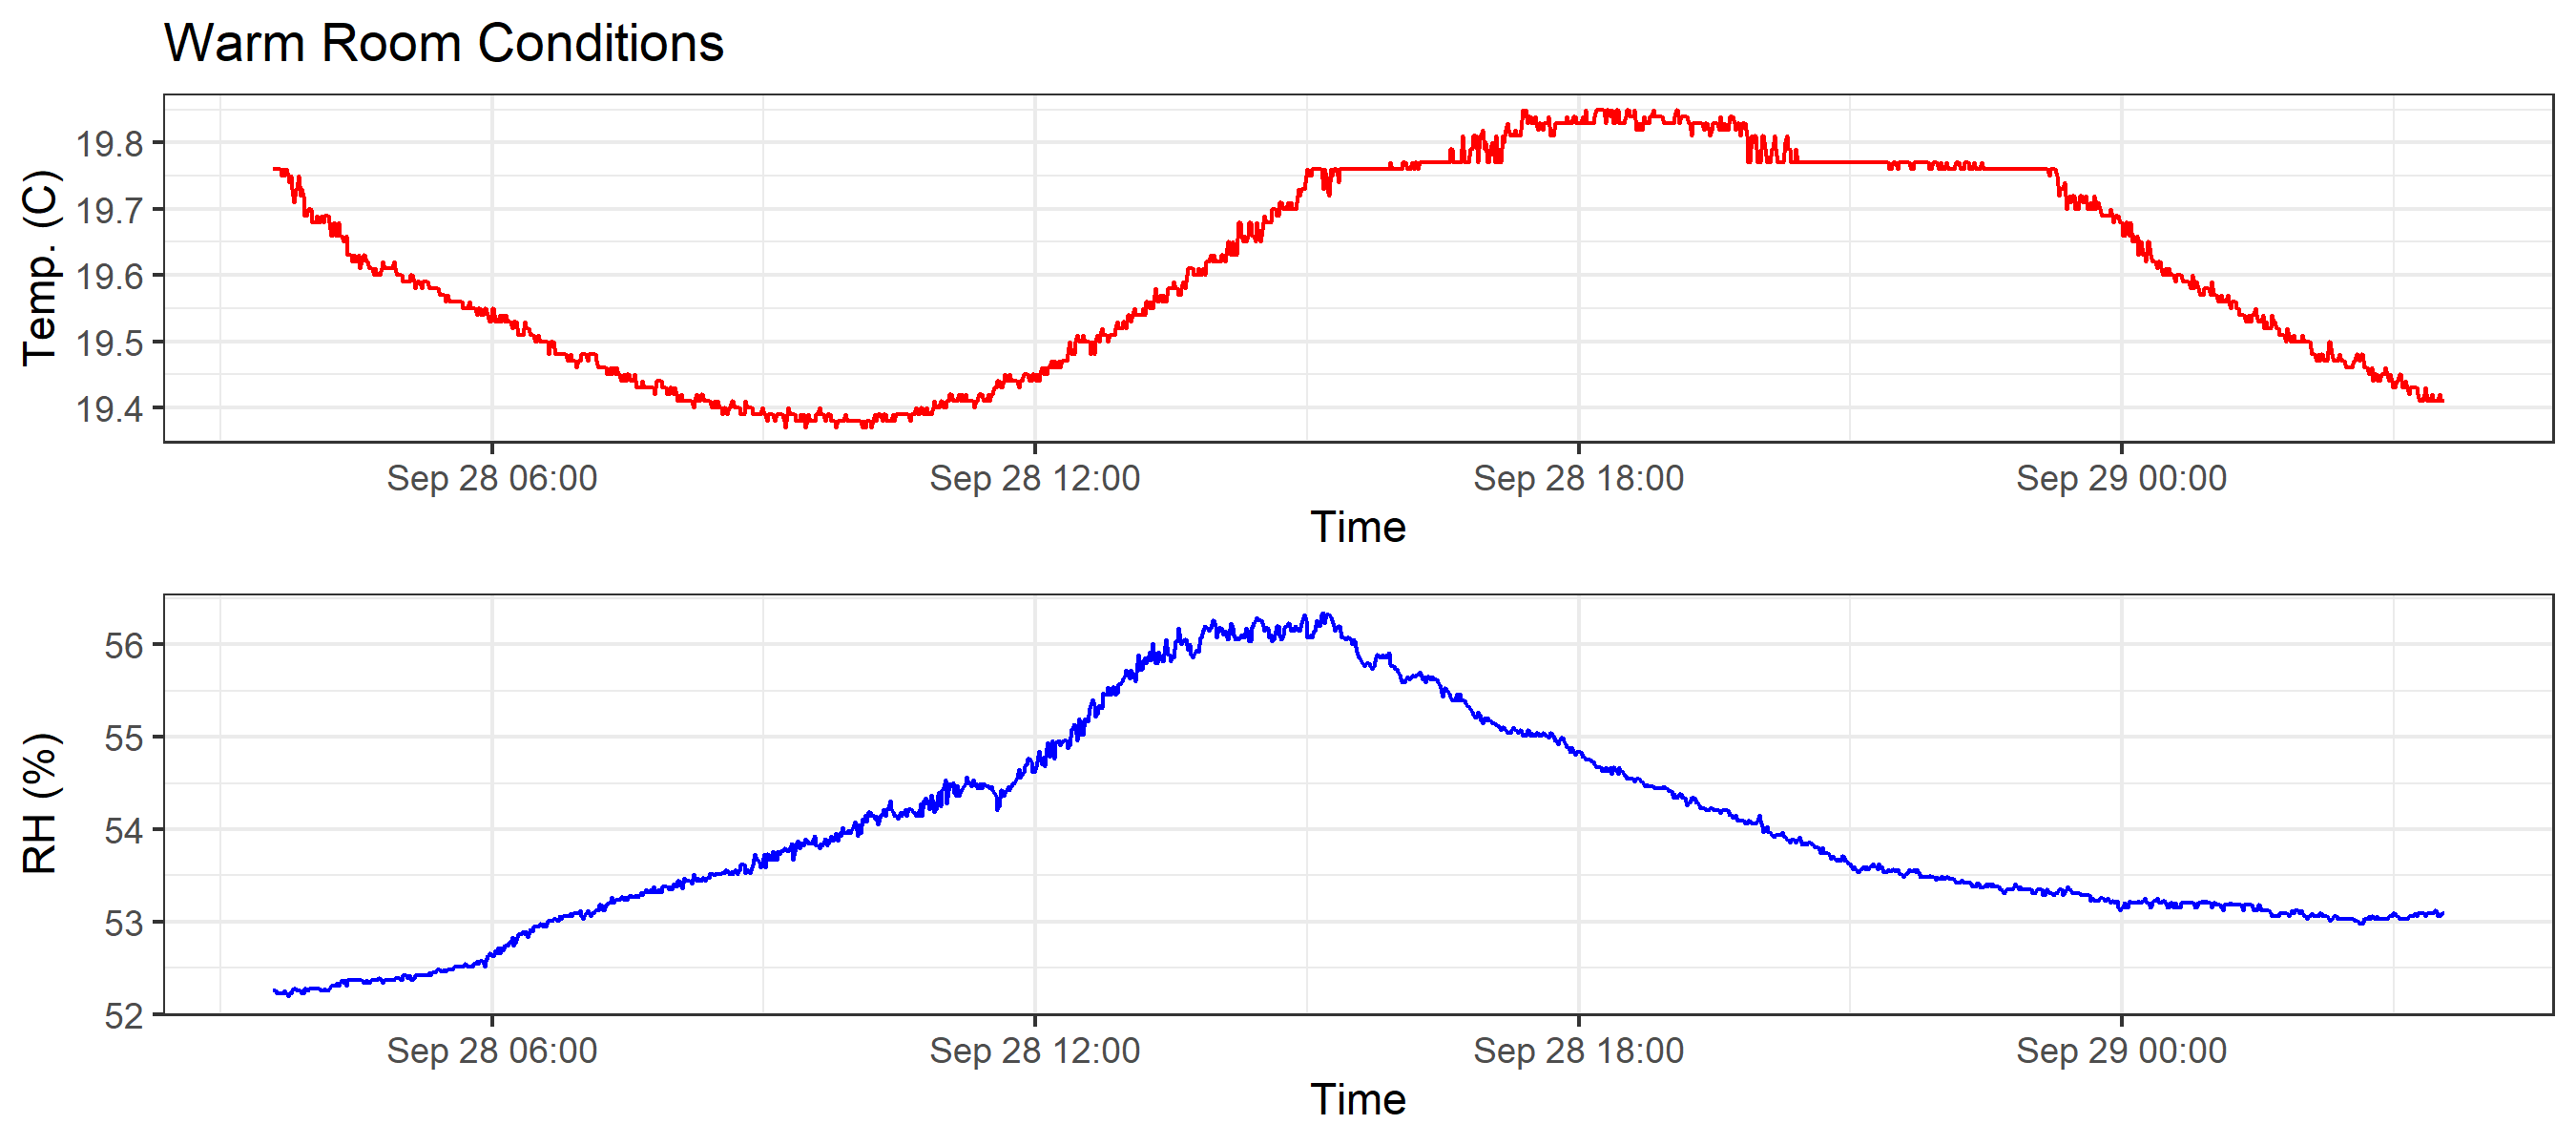 Warm Room Conditions
Temp. (C)
19.8
19.7
19.6
19.5
19.4
Sep 28 06:00 Sep 28 12:00 Sep 28 18:00 Sep 29 00:00
Time
RH (%)
56
55
54
53
52
Sep 28 06:00 Sep 28 12:00 Sep 28 18:00 Sep 29 00:00
Time